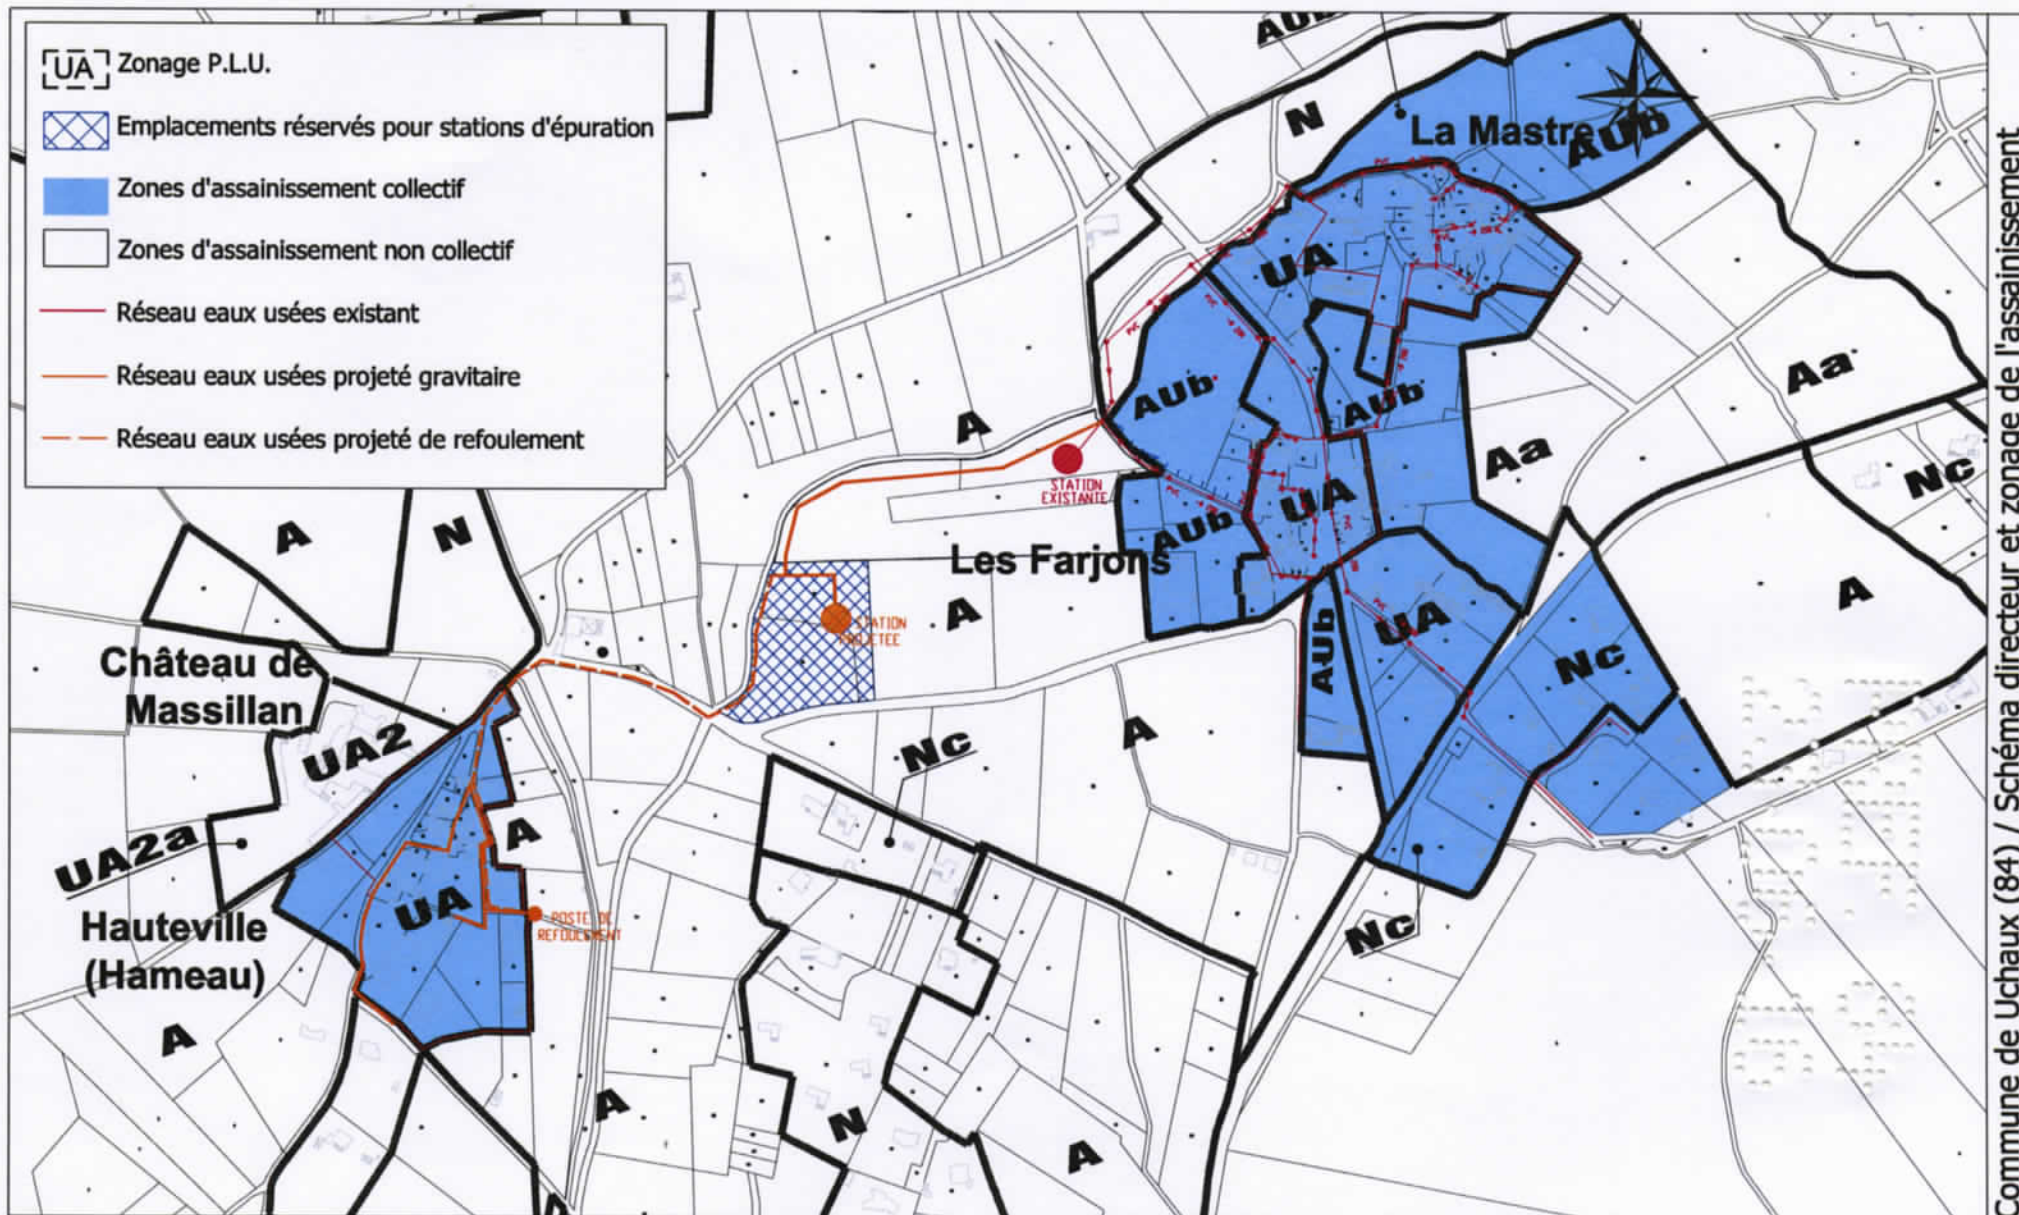 UA Zonage P.L.U.
Emplacements réservés pour stations d'épuration
Zones d'assainissement collectif
Zones d'assainissement non collectif
Réseau eaux usées existant
Réseau eaux usées projeté gravitaire
Réseau eaux usées projeté de refoulement
AUb
N
La Mastre
AUb
UA
Aa
AUb
AUb
A
Aa
Nc
STATION
EXISTANTE
UA
AUb
A
N
Les Farjons
A
A
STATION
PROJETEE
UA
AUb
Nc
Château de
Massillan
UA2
Nc
A
UA2a
A
UA
POSTE DE
REFOULEMENT
Hauteville
(Hameau)
Nc
A
A
N
A
Commune de Uchaux (84) / Schéma directeur et zonage de l'assainissement